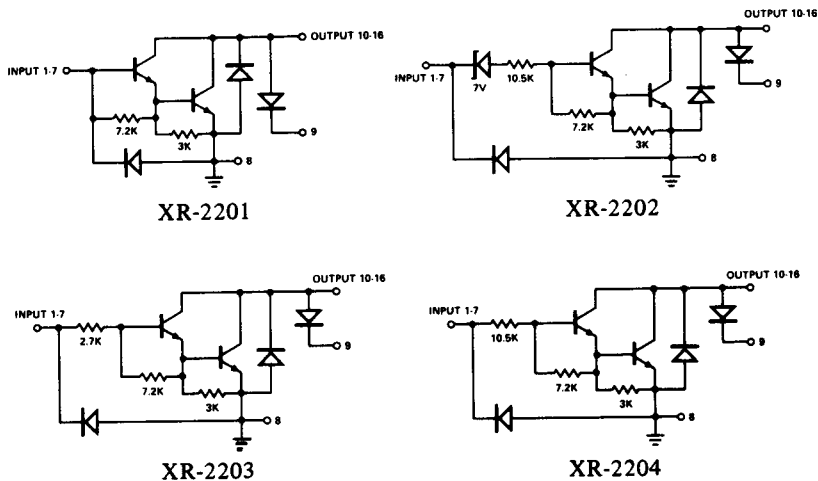 OUTPUT 10-16
INPUT 1-7
7.2K
3K
9
8
XR-2201
OUTPUT 10-16
INPUT 1-7
7V
10.5K
7.2K
3K
9
8
XR-2202
OUTPUT 10-16
INPUT 1-7
2.7K
7.2K
3K
9
8
XR-2203
OUTPUT 10-16
INPUT 1-7
10.5K
7.2K
3K
9
8
XR-2204